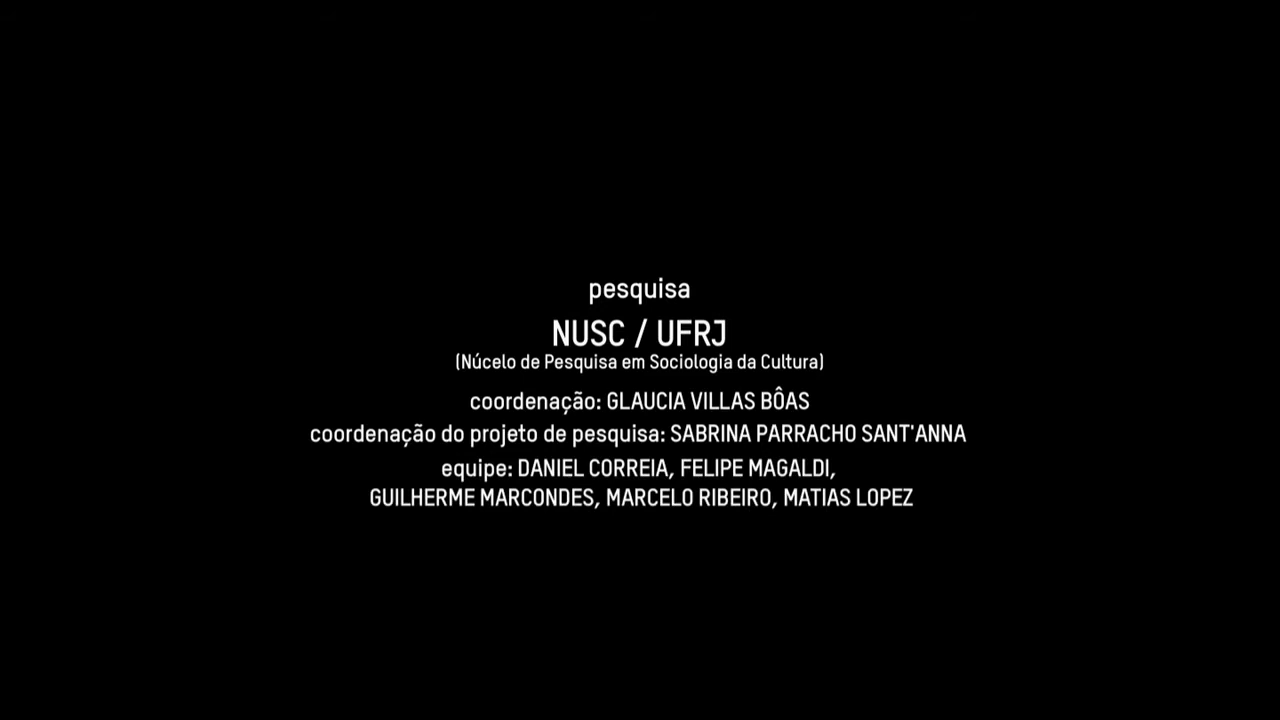 pesquisa
NUSC / UFRJ
(Núcelo de Pesquisa em Sociologia da Cultura)
coordenação: GLAUCIA VILLAS BÔAS
coordenação do projeto de pesquisa: SABRINA PARRACHO SANT'ANNA
equipe: DANIEL CORREIA, FELIPE MAGALDI,
GUILHERME MARCONDES, MARCELO RIBEIRO, MATIAS LOPEZ